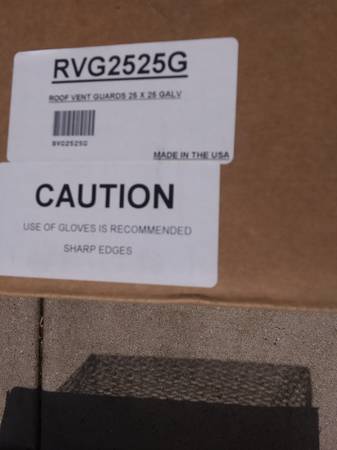 RVG2525G
ROOF VENT GUARDS 25 X 25 GALV
RVG2525G
MADE IN THE USA
CAUTION
USE OF GLOVES IS RECOMMENDED
SHARP EDGES